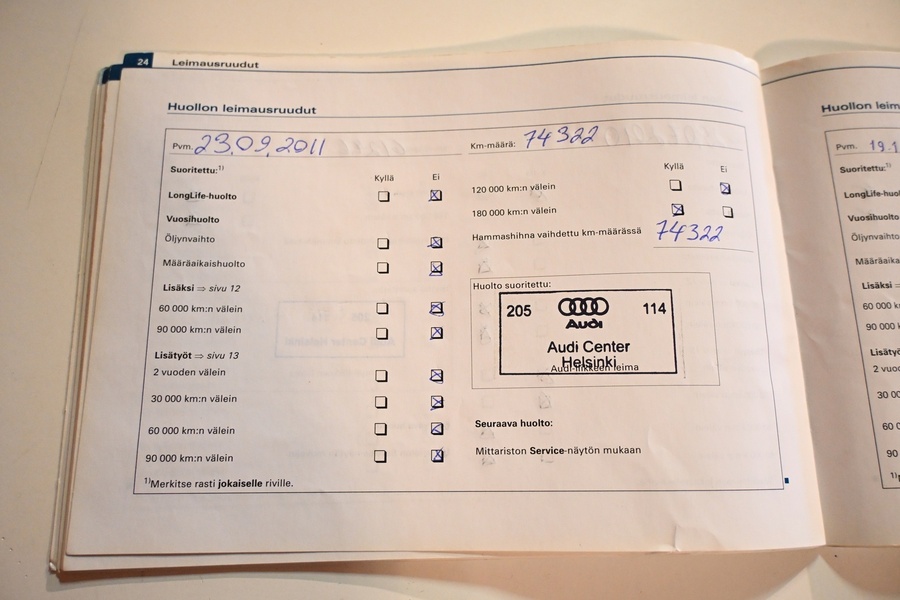 24 Leimausruudut
Huollon leimausruudut
Pvm. 23.09.2011
Suoritettu:1)
Kyllä Ei
LongLife-huolto
Vuosihuolto
Öljynvaihto
Määräaikaishuolto
Lisäksi ⇒ sivu 12
60 000 km:n välein
90 000 km:n välein
Lisätyöt ⇒ sivu 13
2 vuoden välein
30 000 km:n välein
60 000 km:n välein
90 000 km:n välein
1)Merkitse rasti jokaiselle riville.
Km-määrä: 74322
Kyllä Ei
120 000 km:n välein
180 000 km:n välein
Hammashihna vaihdettu km-määrässä 74322
Huolto suoritettu:
205 114
Audi
Audi Center
Helsinki
Audi-liikkeen leima
Seuraava huolto:
Mittariston Service-näytön mukaan
Huollon leim
Pvm. 19.1
Suoritettu:1)
LongLife-huo
Vuosihuolto
Öljynvaihto
Määräaikais
Lisäksi ⇒
60 000 km:
90 000 k
Lisätyöt
2 vuode
30 00
60 0
90
1)